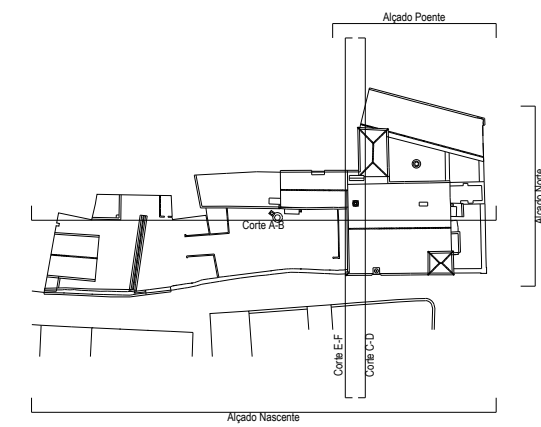 Alçado Poente
Alçado Norte
Corte A-B
Corte E-F
Corte C-D
Alçado Nascente